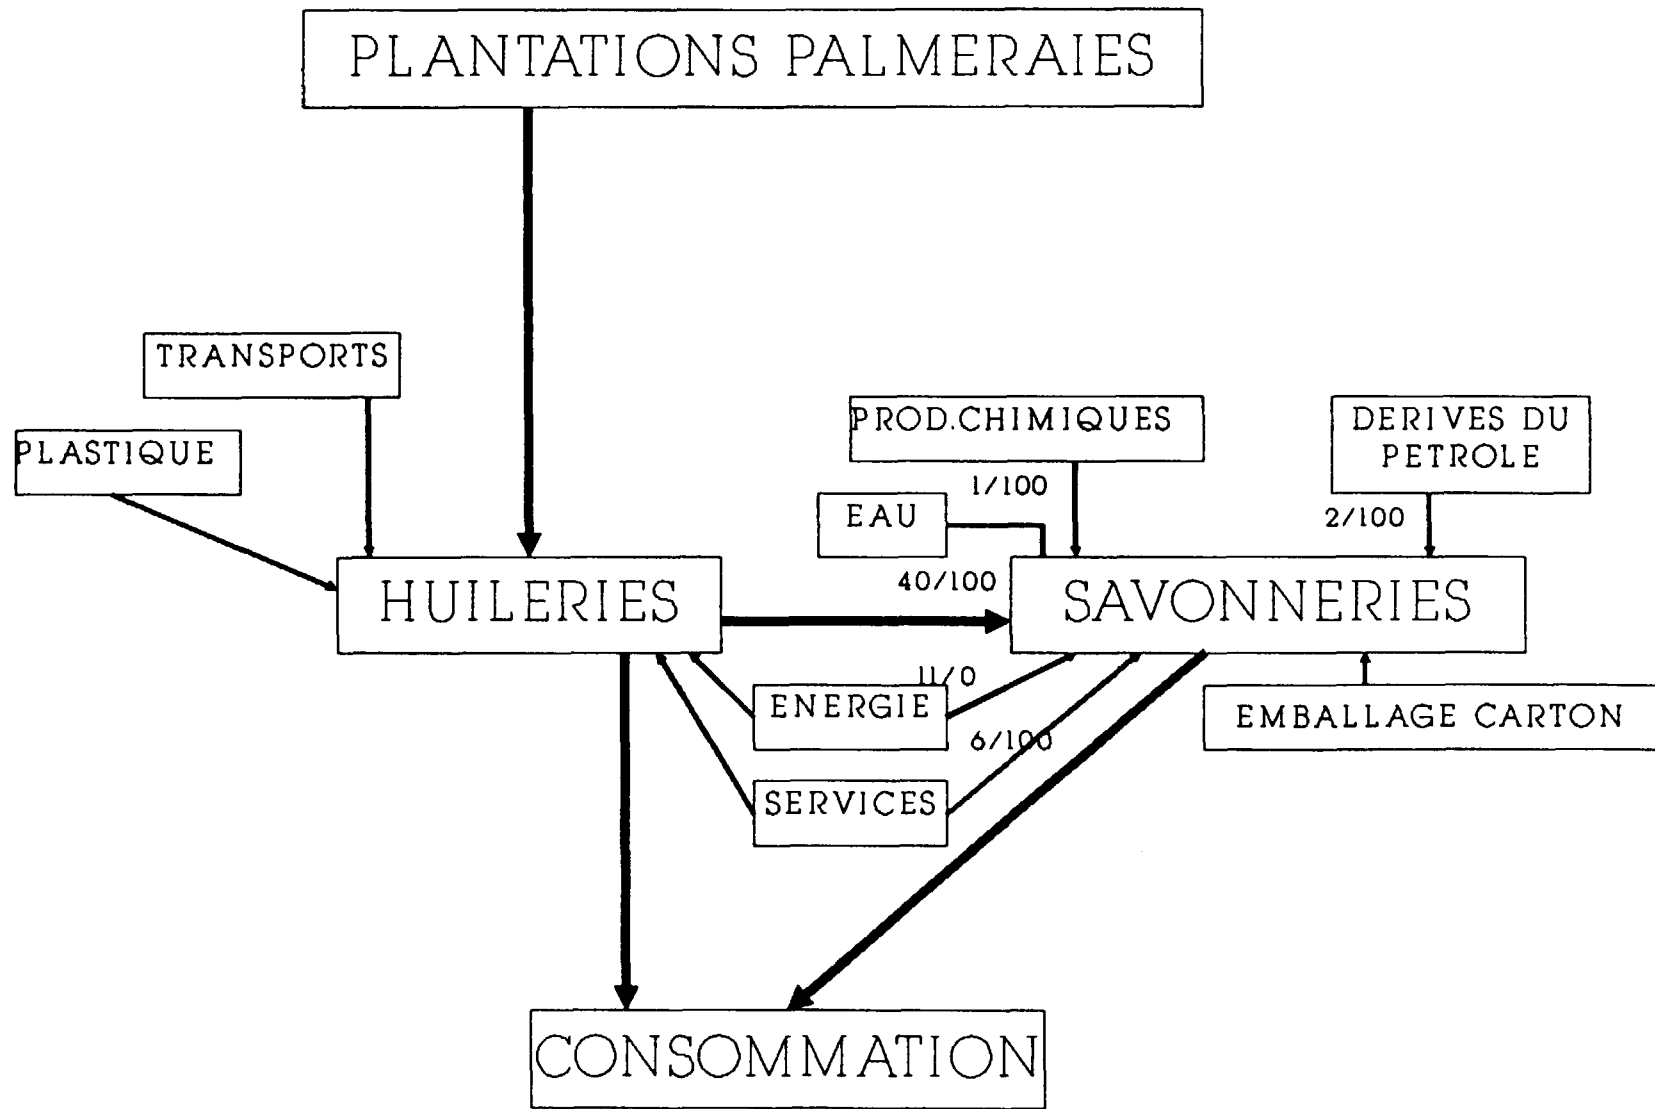 PLANTATIONS PALMERAIES
TRANSPORTS
PLASTIQUE
PROD.CHIMIQUES
DERIVES DU
PETROLE
1/100
2/100
EAU
40/100
HUILERIES
SAVONNERIES
11/0
ENERGIE
EMBALLAGE CARTON
6/100
SERVICES
CONSOMMATION